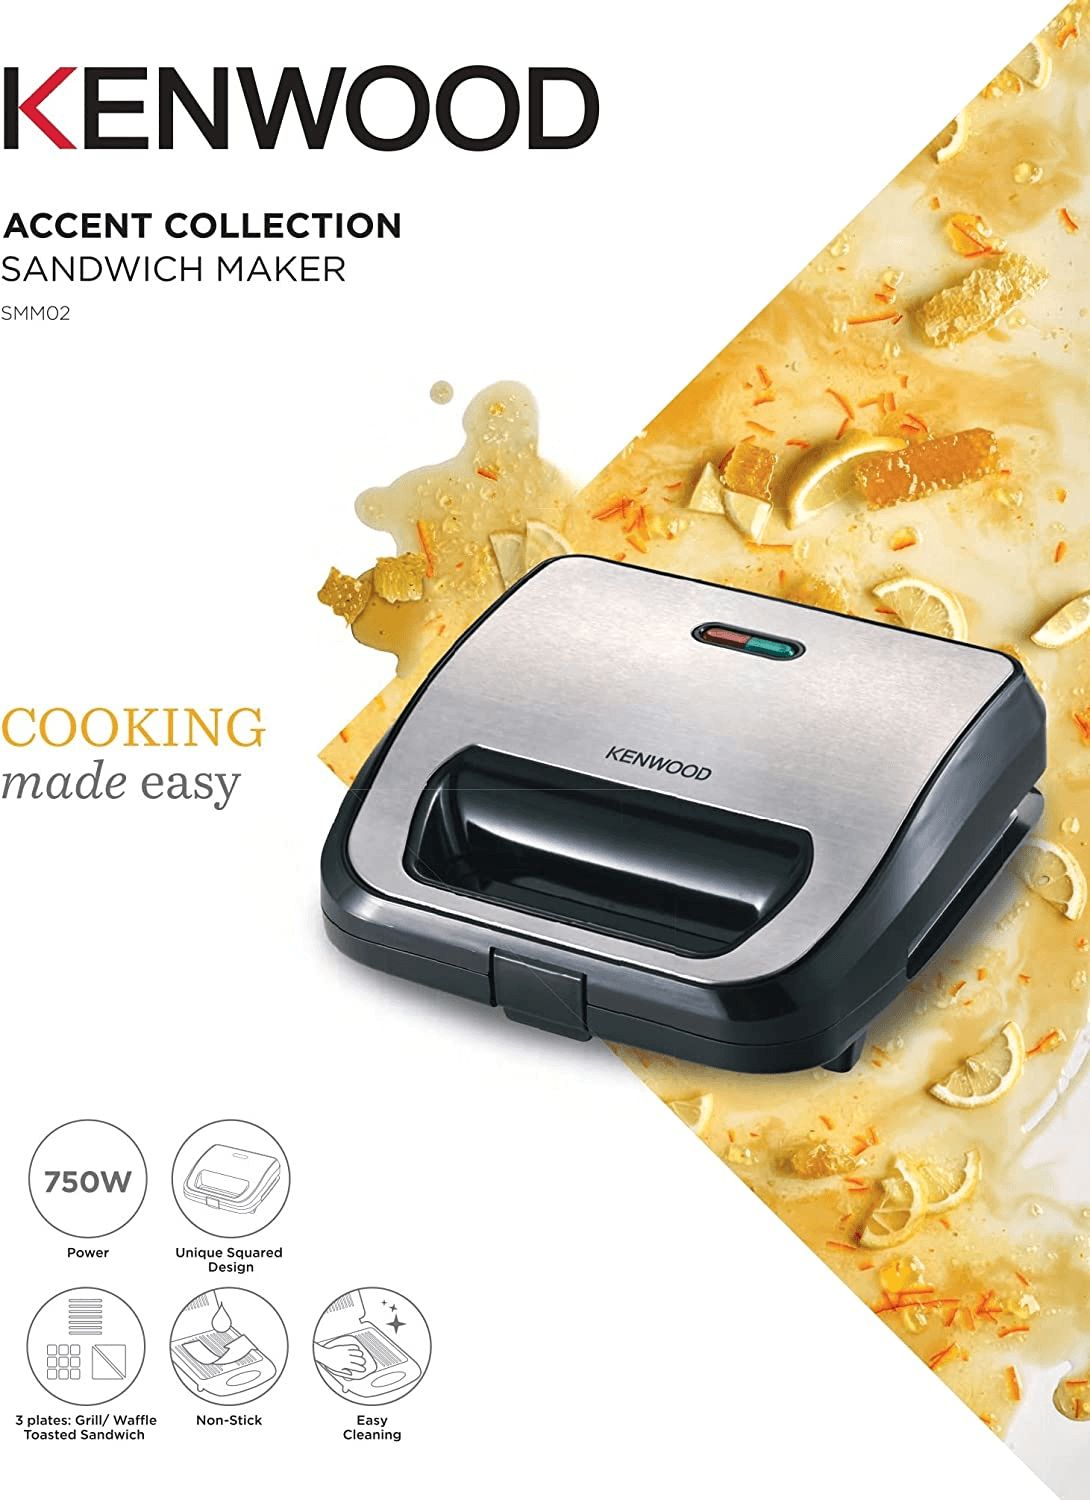 KENWOOD
ACCENT COLLECTION
SANDWICH MAKER
SMM02
COOKING
made easy
KENWOOD
750W
Power
Unique Squared
Design
3 plates: Grill/ Waffle
Toasted Sandwich
Non-Stick
Easy
Cleaning